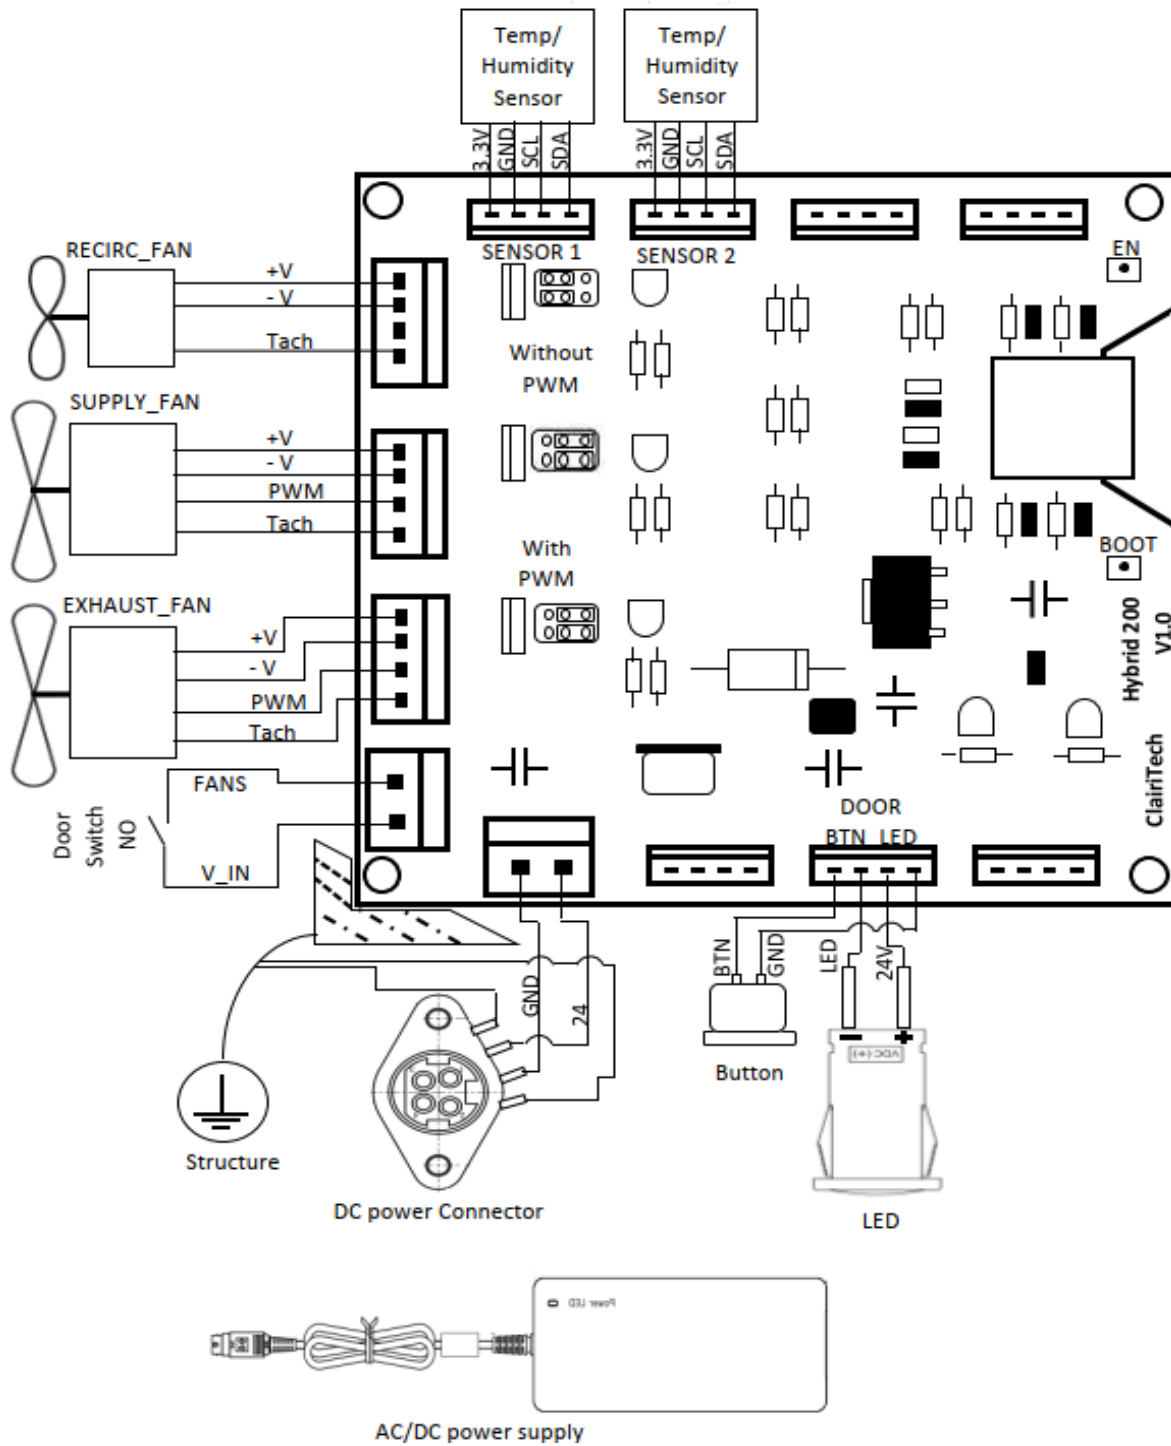 Temp/
Humidity
Sensor
Temp/
Humidity
Sensor
3.3V
GND
SCL
SDA
3.3V
GND
SCL
SDA
SENSOR 1
SENSOR 2
EN
RECIRC_FAN
+V
- V
Tach
Without
PWM
SUPPLY_FAN
+V
- V
PWM
Tach
With
PWM
BOOT
EXHAUST_FAN
+V
- V
PWM
Tach
Hybrid 200
V1.0
ClairiTech
Door
Switch
NO
FANS
V_IN
DOOR
BTN LED
GND
24
BTN
GND
LED
24V
− +
VDC (+)
Button
Structure
DC power Connector
LED
Power LED
AC/DC power supply